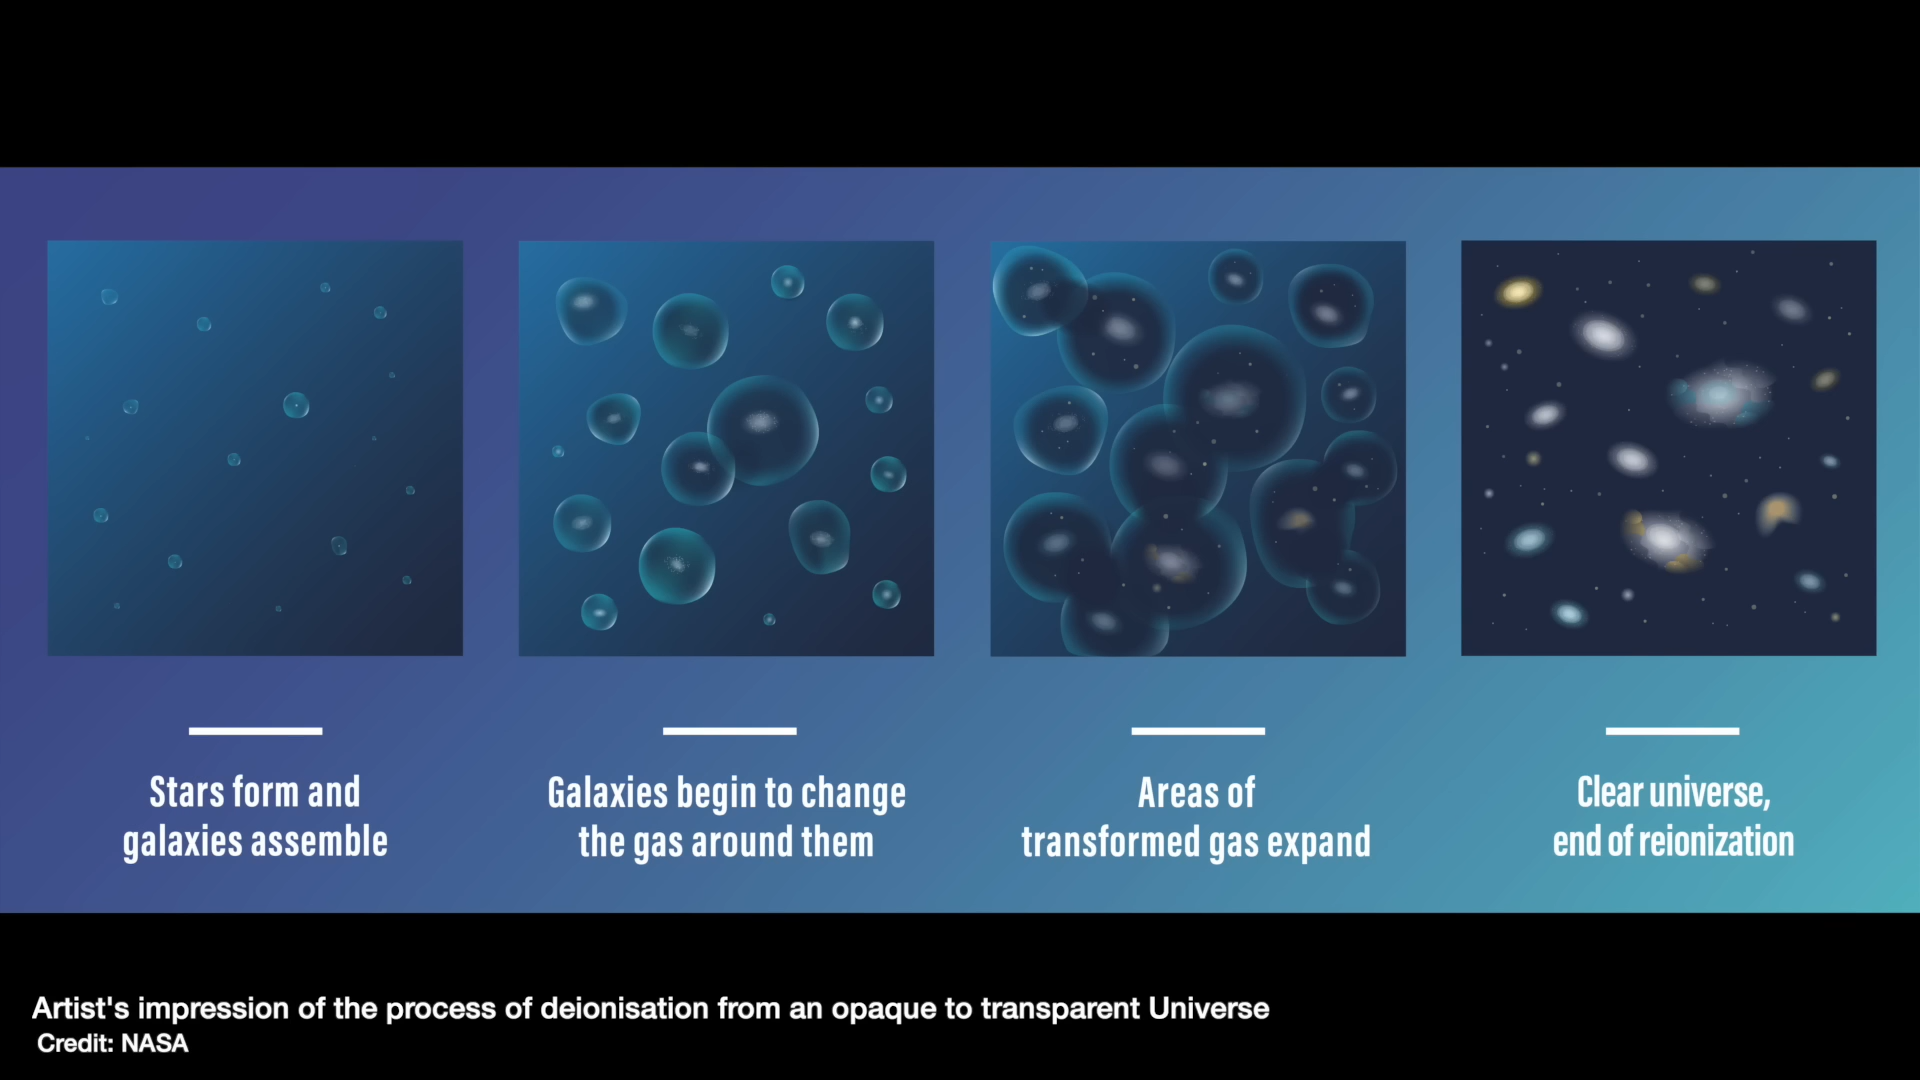 Stars form and
galaxies assemble
Galaxies begin to change
the gas around them
Areas of
transformed gas expand
Clear universe,
end of reionization
Artist's impression of the process of deionisation from an opaque to transparent Universe
Credit: NASA